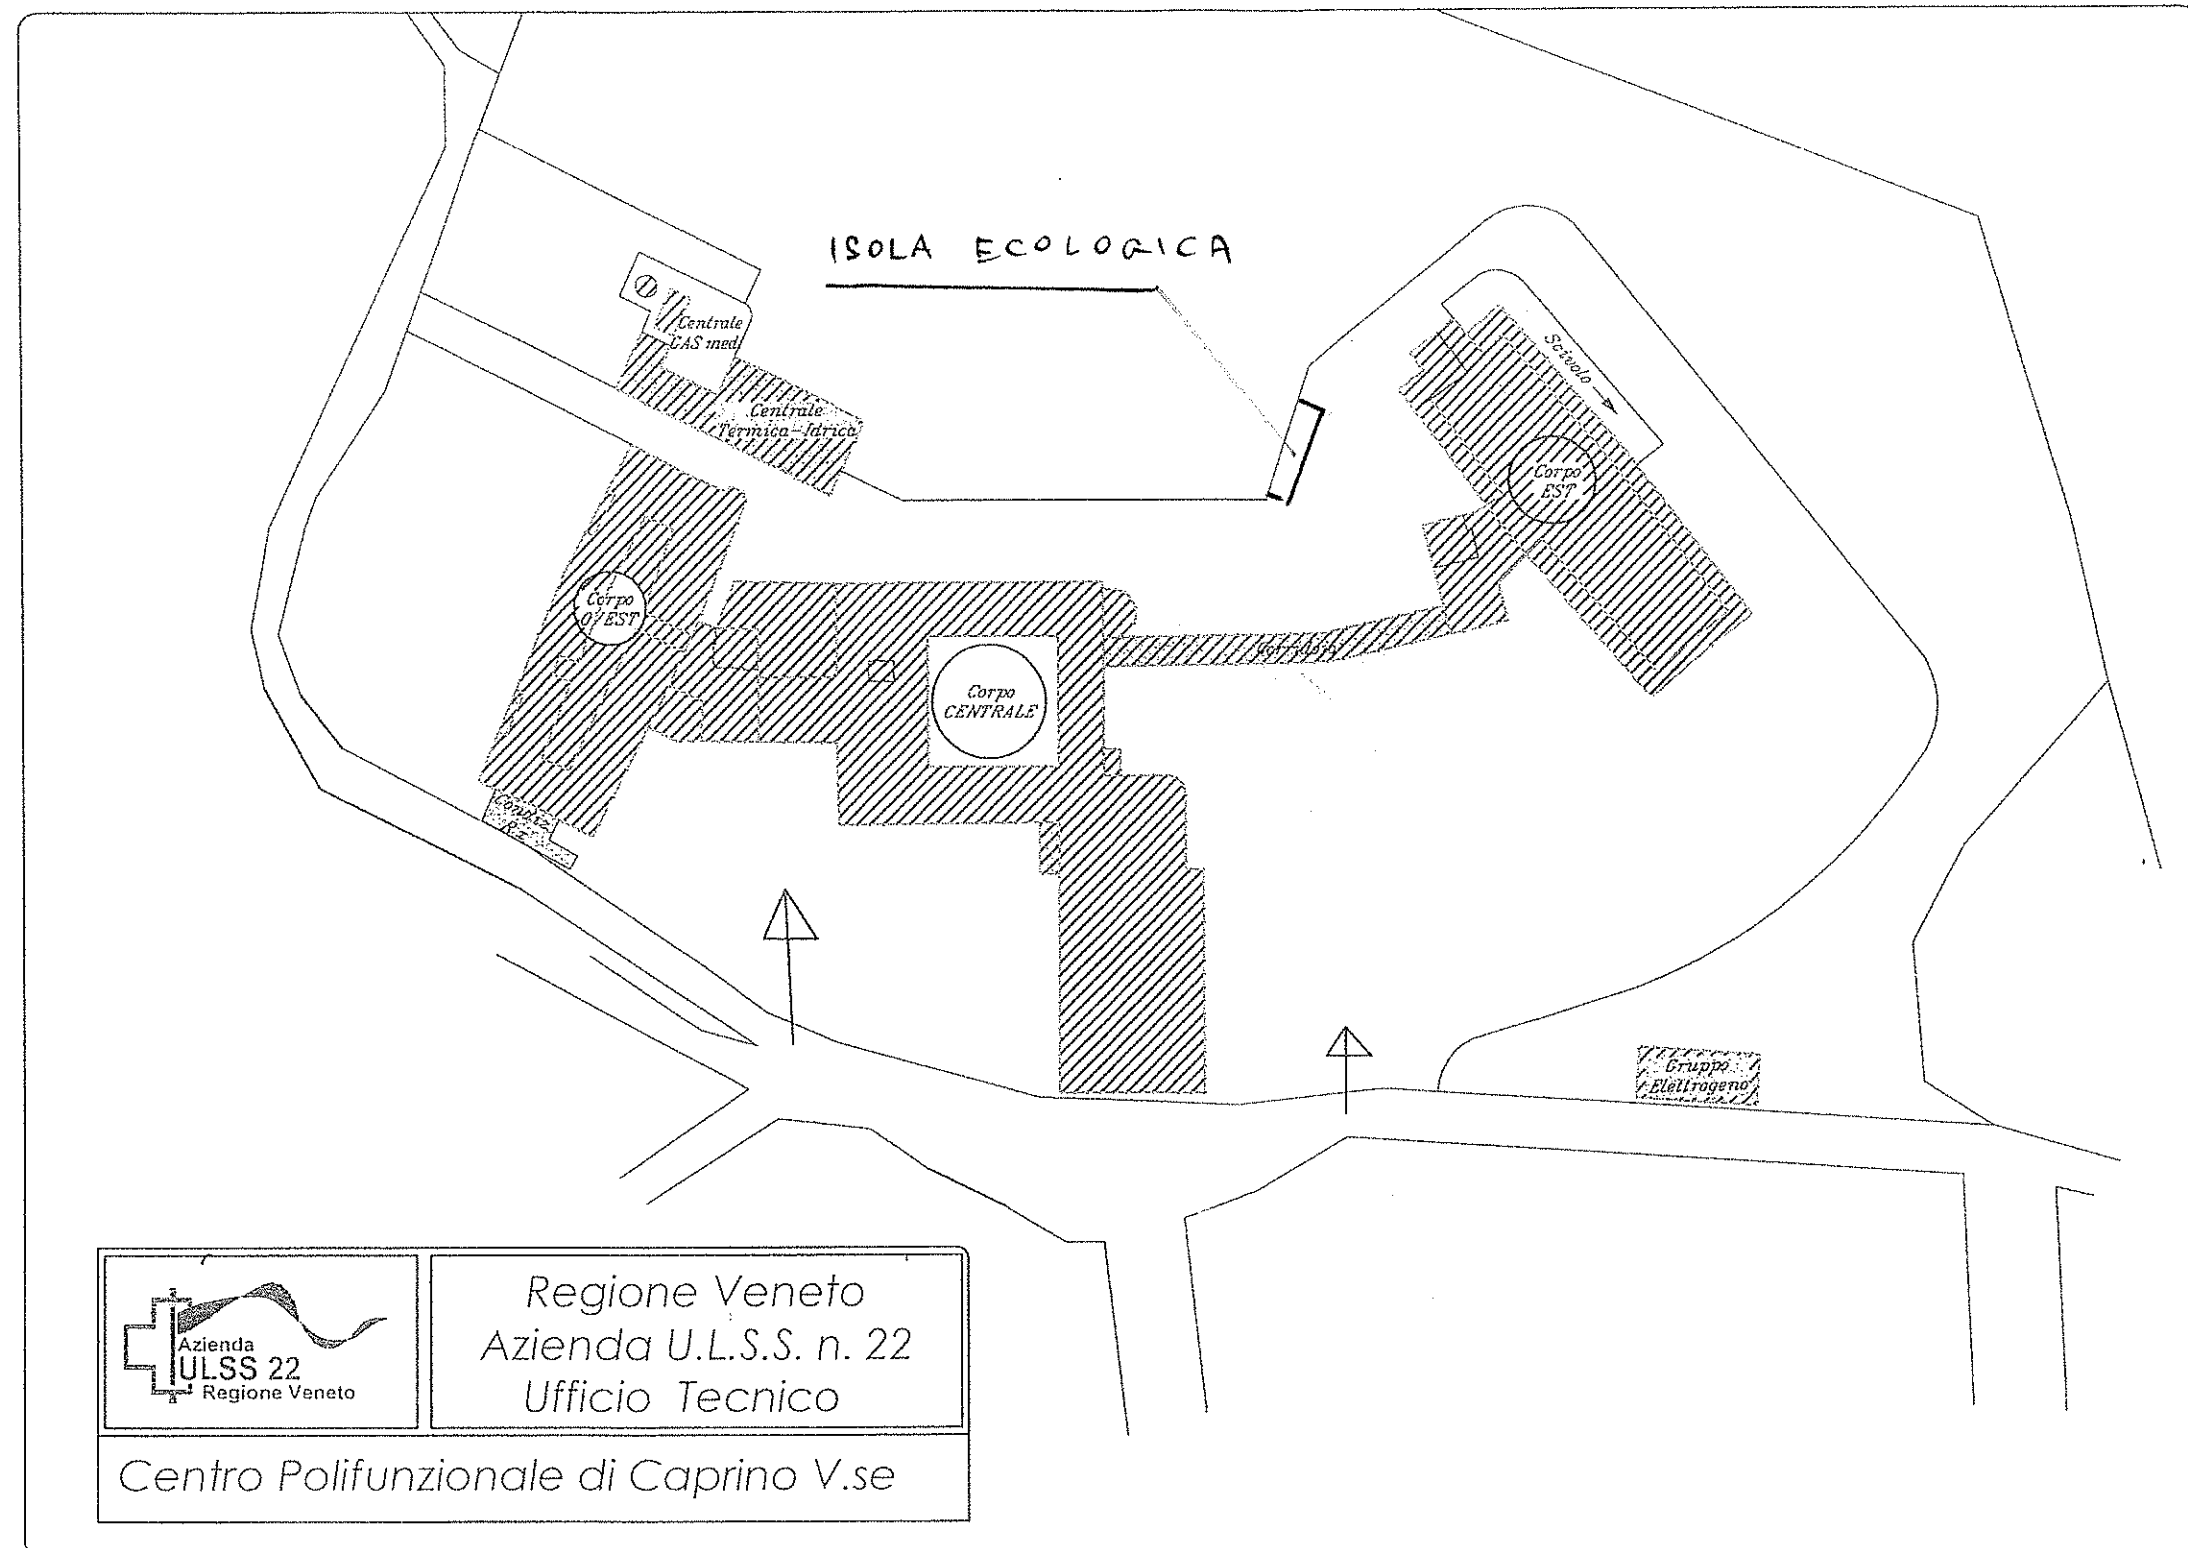 ISOLA ECOLOGICA
Centrale
GAS med.
Centrale
Termica-Idrica
Scivolo
Corpo
EST
Corpo
OVEST
Corpo
CENTRALE
Condiz.
Gruppo
Elettrogeno
Azienda
ULSS 22
Regione Veneto
Regione Veneto
Azienda U.L.S.S. n. 22
Ufficio Tecnico
Centro Polifunzionale di Caprino V.se